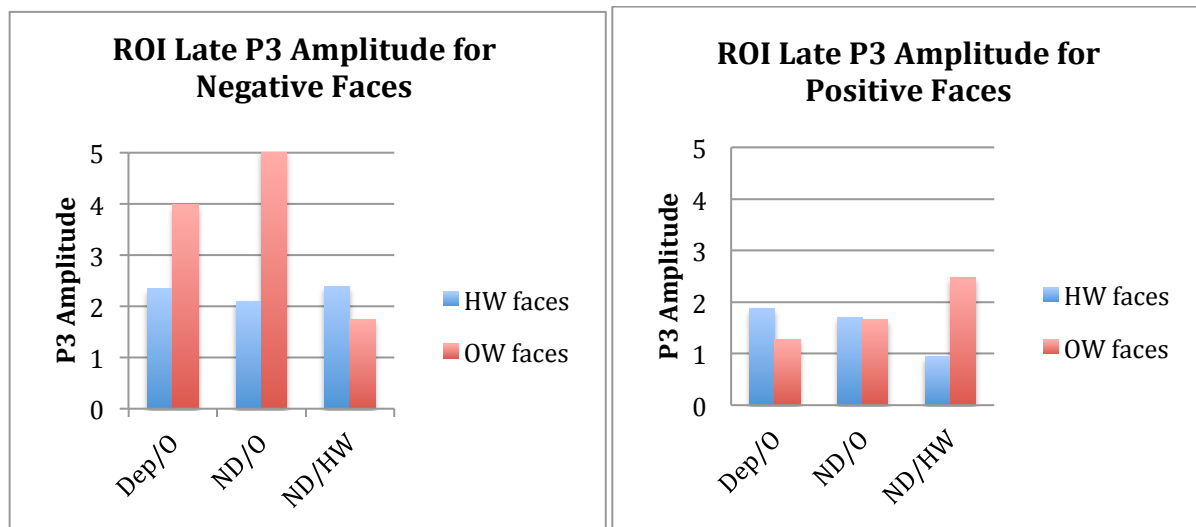 ROI Late P3 Amplitude for
Negative Faces
P3 Amplitude
5
4
3
2
1
0
Dep/O
ND/O
ND/HW
HW faces
OW faces
ROI Late P3 Amplitude for
Positive Faces
P3 Amplitude
5
4
3
2
1
0
Dep/O
ND/O
ND/HW
HW faces
OW faces